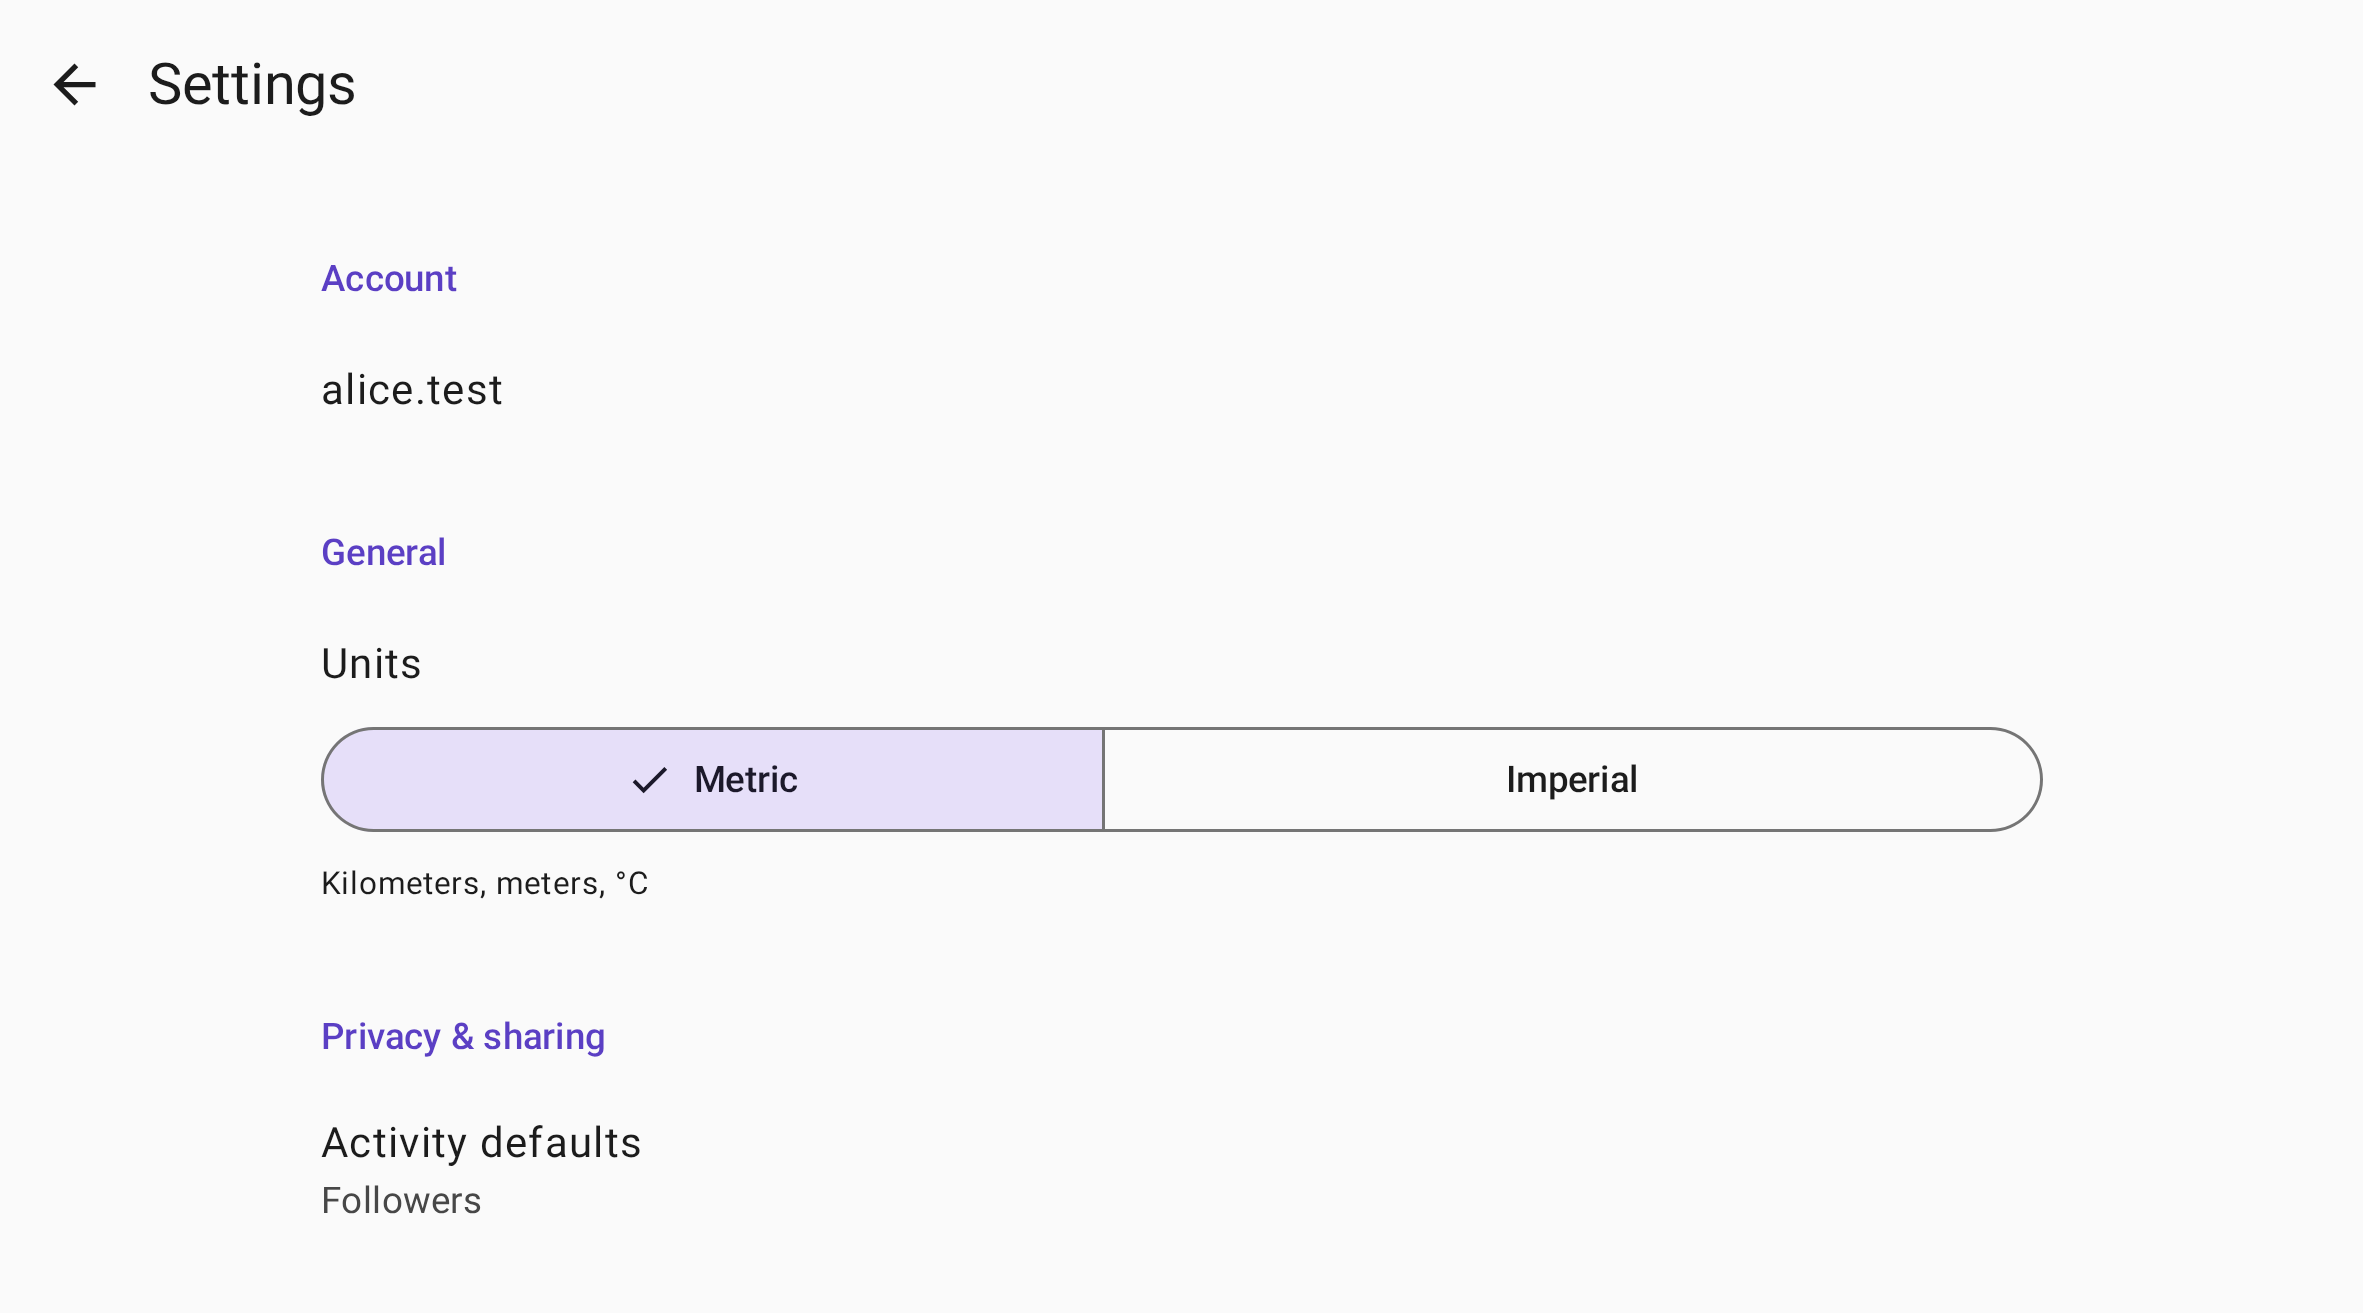 Settings
Account
alice.test
General
Units
Metric
Imperial
Kilometers, meters, °C
Privacy & sharing
Activity defaults
Followers